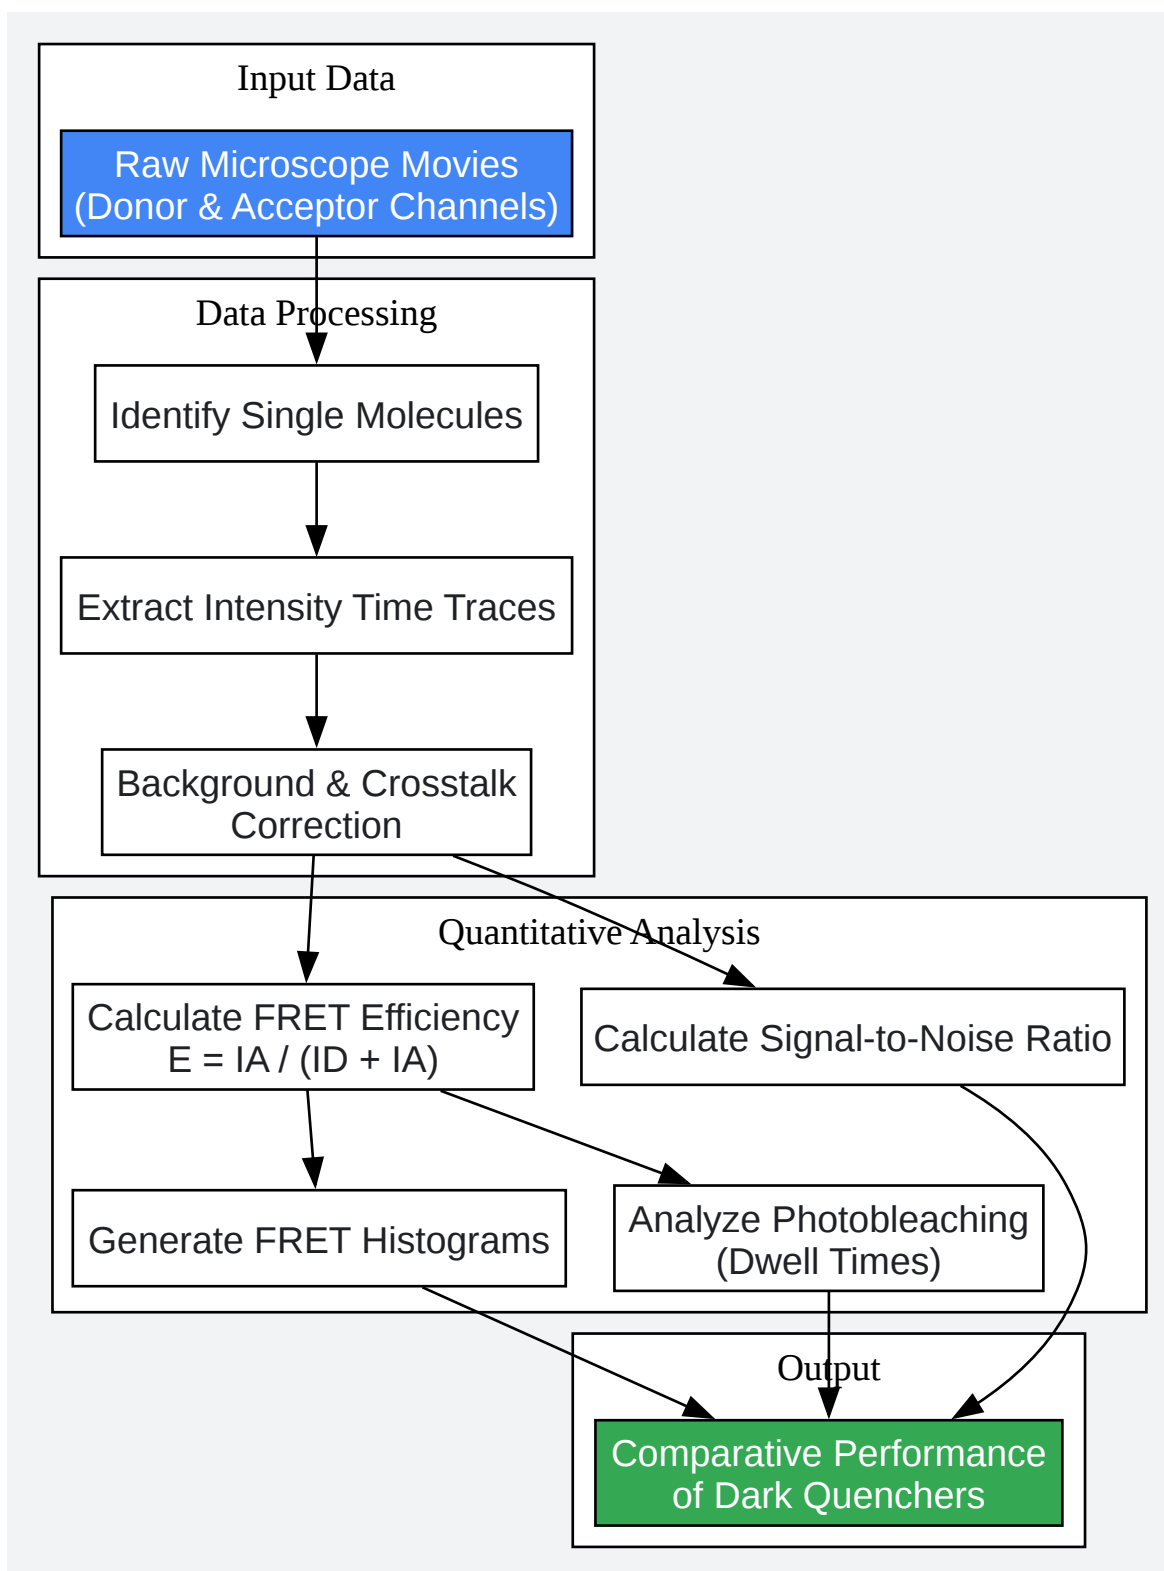 Input Data
Raw Microscope Movies
(Donor & Acceptor Channels)
Data Processing
Identify Single Molecules
Extract Intensity Time Traces
Background & Crosstalk
Correction
Quantitative Analysis
Calculate FRET Efficiency
E = IA / (ID + IA)
Calculate Signal-to-Noise Ratio
Generate FRET Histograms
Analyze Photobleaching
(Dwell Times)
Output
Comparative Performance
of Dark Quenchers